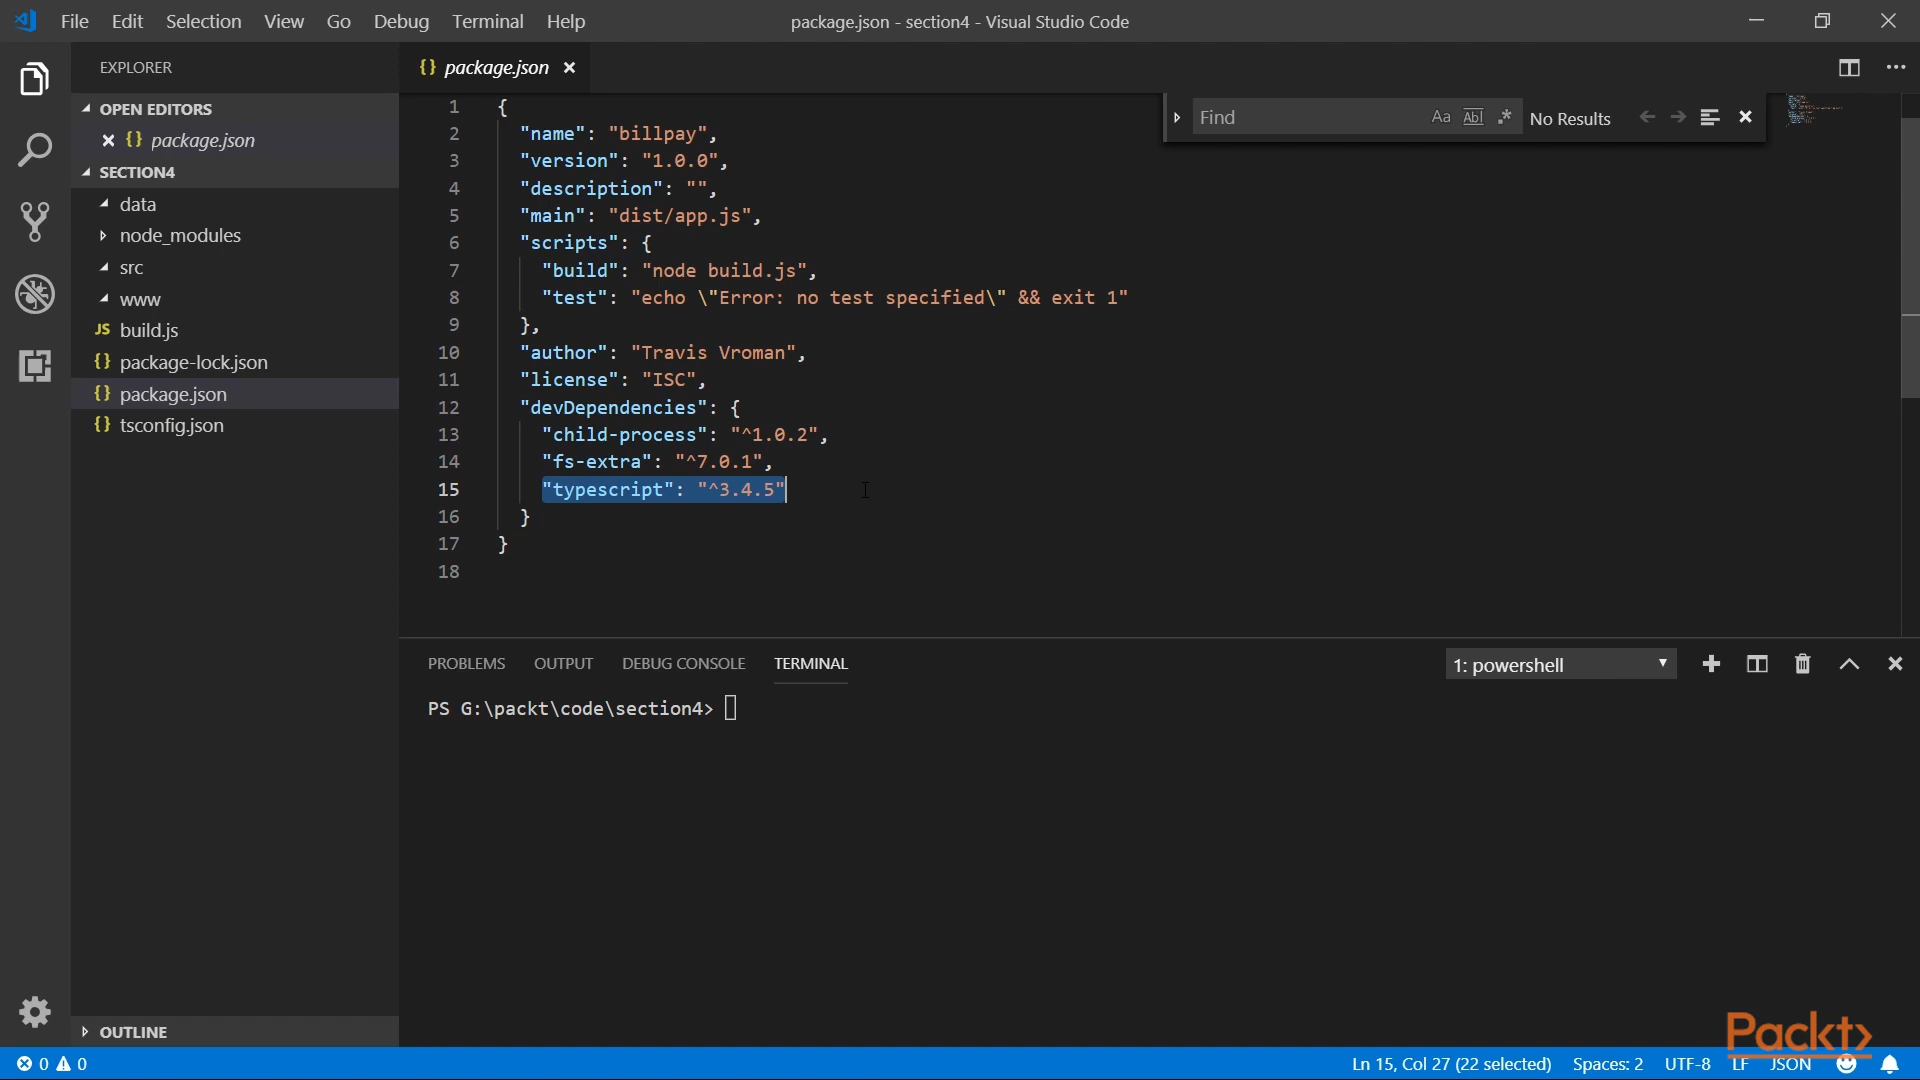 File Edit Selection View Go Debug Terminal Help
package.json - section4 - Visual Studio Code
EXPLORER
OPEN EDITORS
{} package.json
SECTION4
data
node_modules
src
www
JS build.js
{} package-lock.json
{} package.json
{} tsconfig.json
OUTLINE
{} package.json
Find Aa Abl .* No Results
1 {
2 "name": "billpay",
3 "version": "1.0.0",
4 "description": "",
5 "main": "dist/app.js",
6 "scripts": {
7 "build": "node build.js",
8 "test": "echo \"Error: no test specified\" && exit 1"
9 },
10 "author": "Travis Vroman",
11 "license": "ISC",
12 "devDependencies": {
13 "child-process": "^1.0.2",
14 "fs-extra": "^7.0.1",
15 "typescript": "^3.4.5"
16 }
17 }
18
PROBLEMS OUTPUT DEBUG CONSOLE TERMINAL
1: powershell
PS G:\packt\code\section4>
Packt>
0 0
Ln 15, Col 27 (22 selected) Spaces: 2 UTF-8 LF JSON